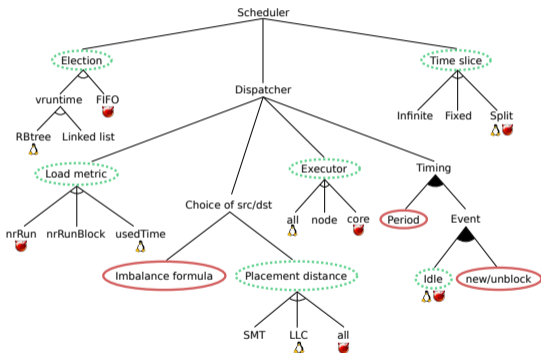 Scheduler
Election
Time slice
vruntime
FIFO
Dispatcher
Infinite
Fixed
Split
RBtree
Linked list
Load metric
Executor
Timing
Choice of src/dst
all
node
core
Period
Event
nrRun
nrRunBlock
usedTime
Imbalance formula
Placement distance
Idle
new/unblock
SMT
LLC
all